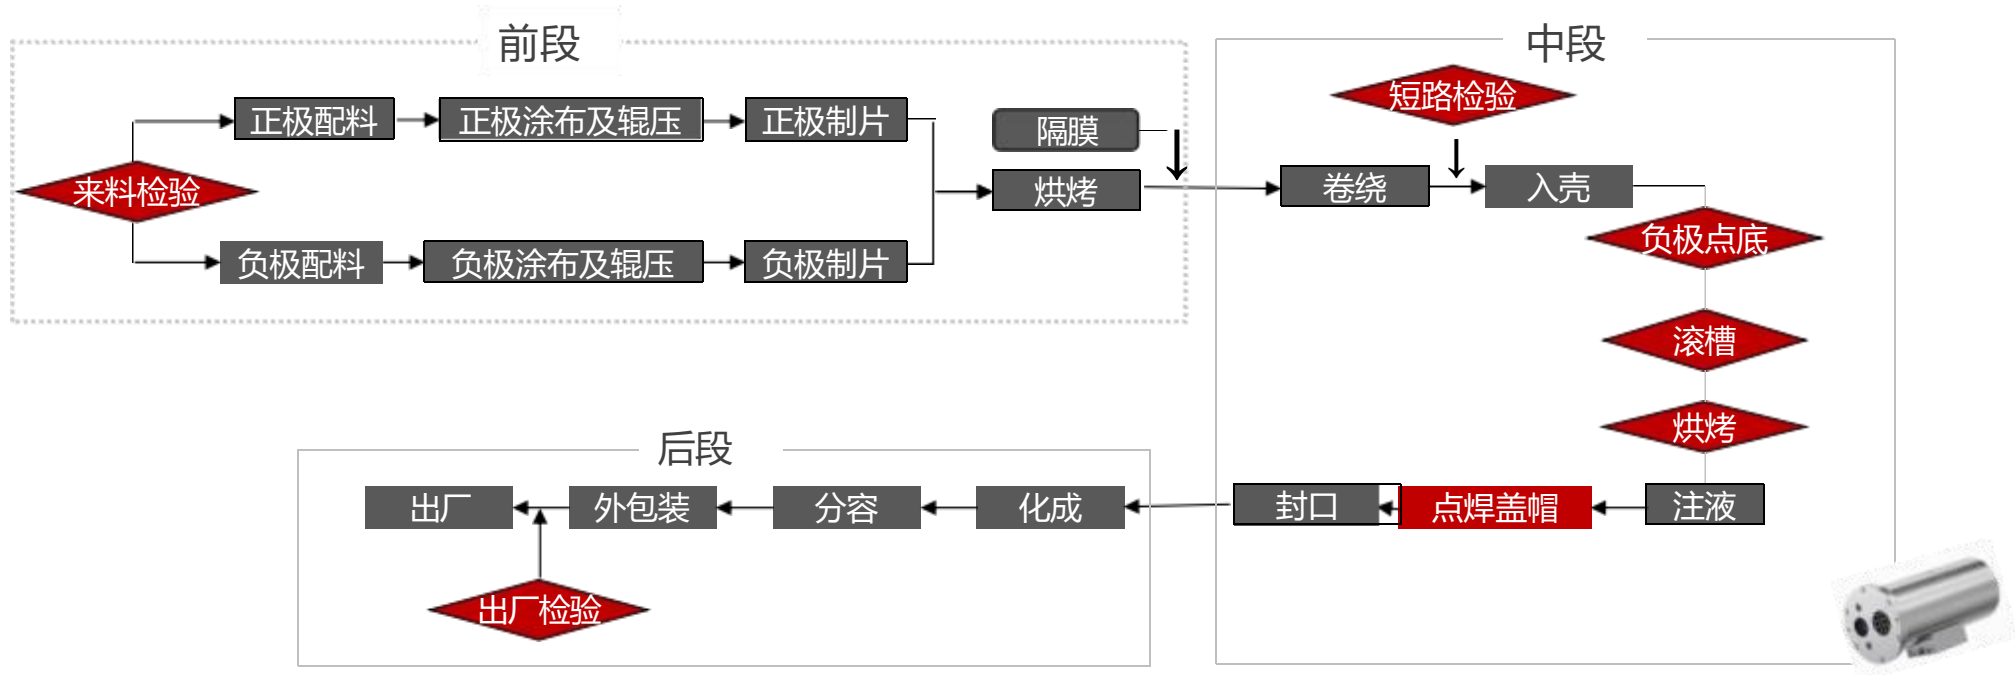 前段
正极配料
正极涂布及辊压
正极制片
隔膜
来料检验
烘烤
负极配料
负极涂布及辊压
负极制片
中段
短路检验
卷绕
入壳
负极点底
滚槽
烘烤
注液
点焊盖帽
封口
后段
化成
分容
外包装
出厂
出厂检验